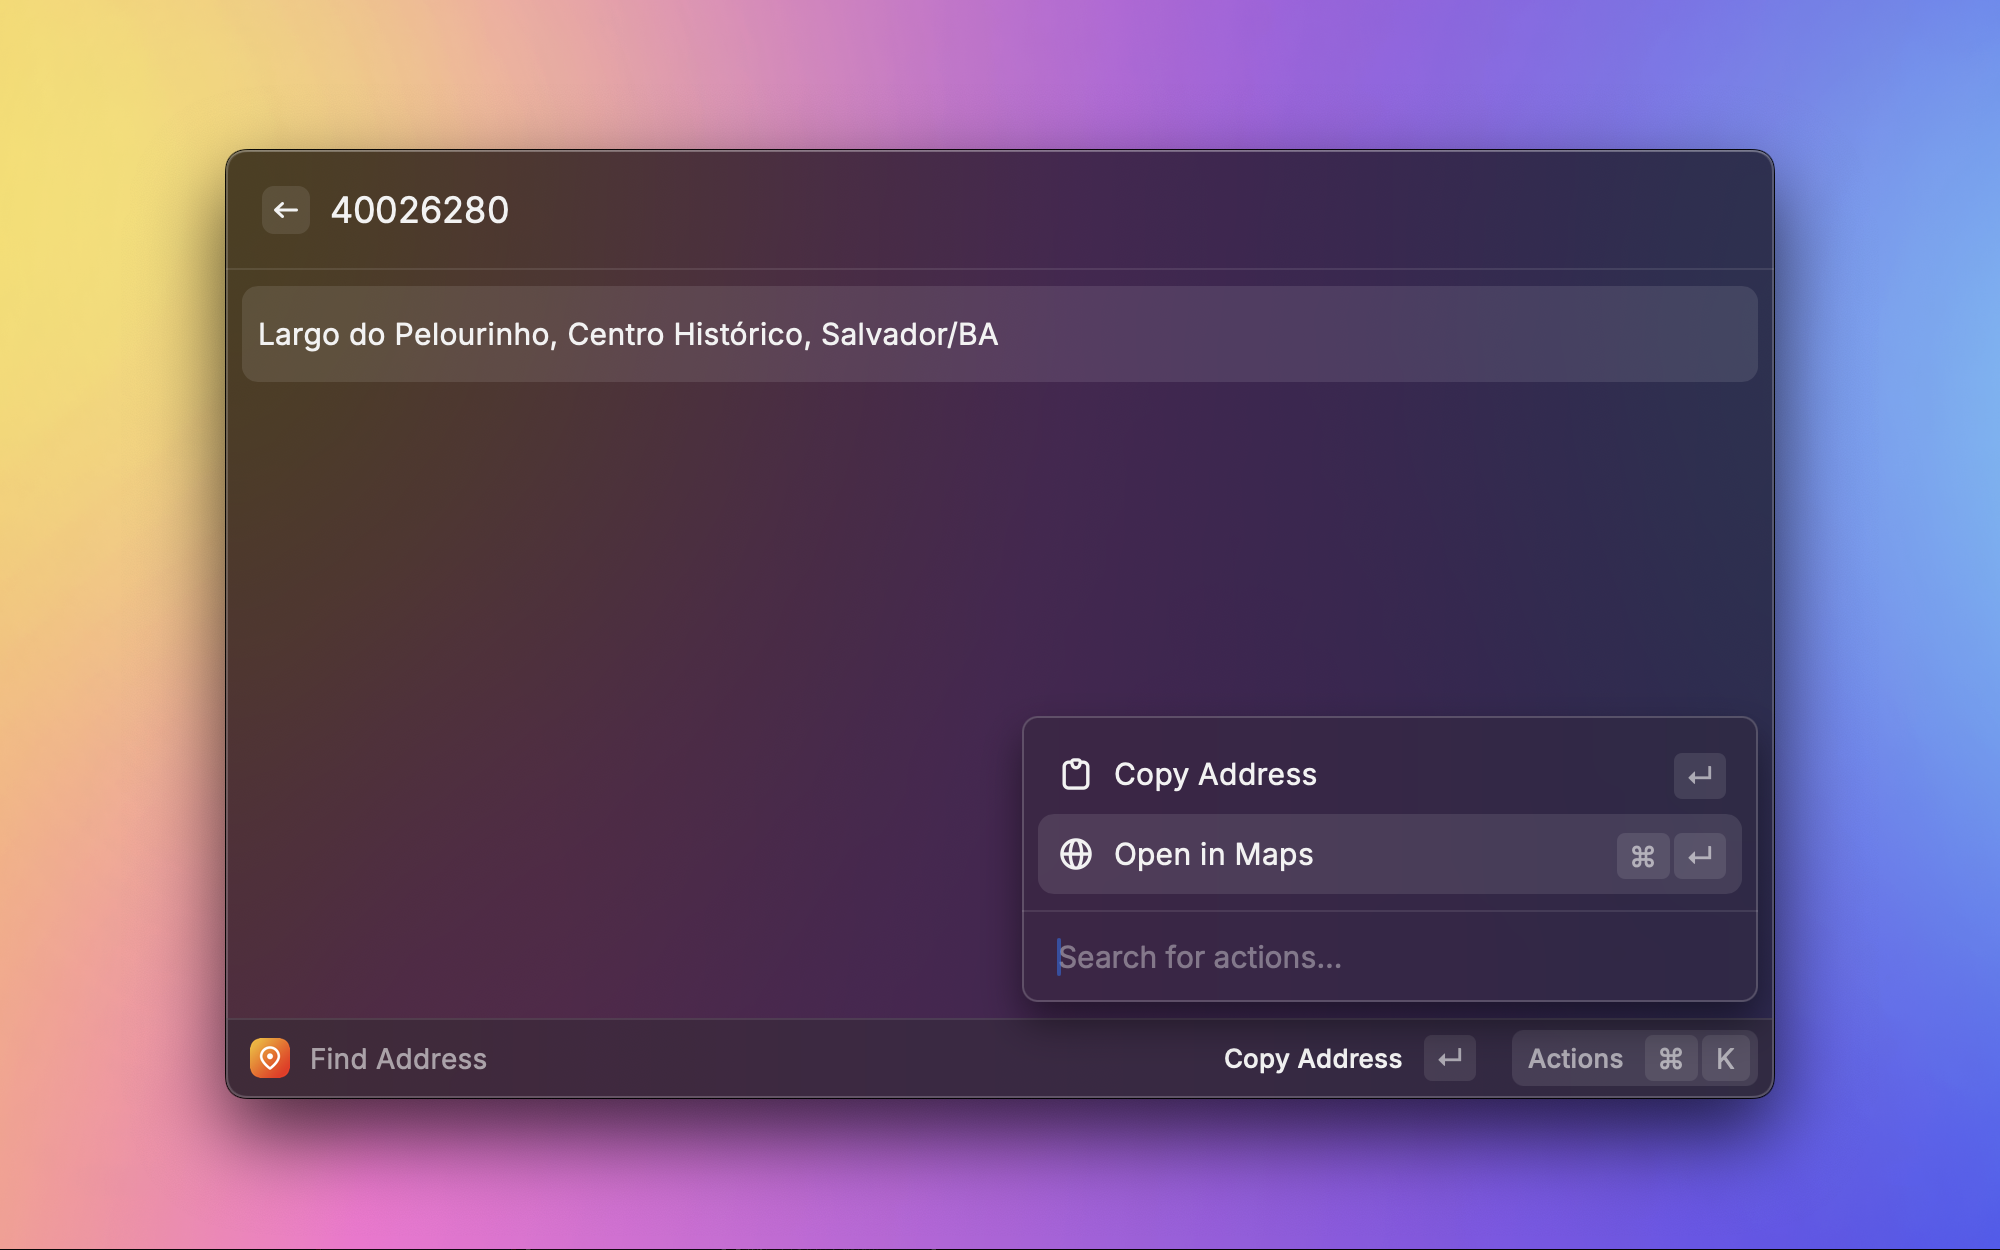 40026280
Largo do Pelourinho, Centro Histórico, Salvador/BA
Copy Address ↵
Open in Maps ⌘ ↵
Search for actions...
Find Address
Copy Address ↵
Actions ⌘ K